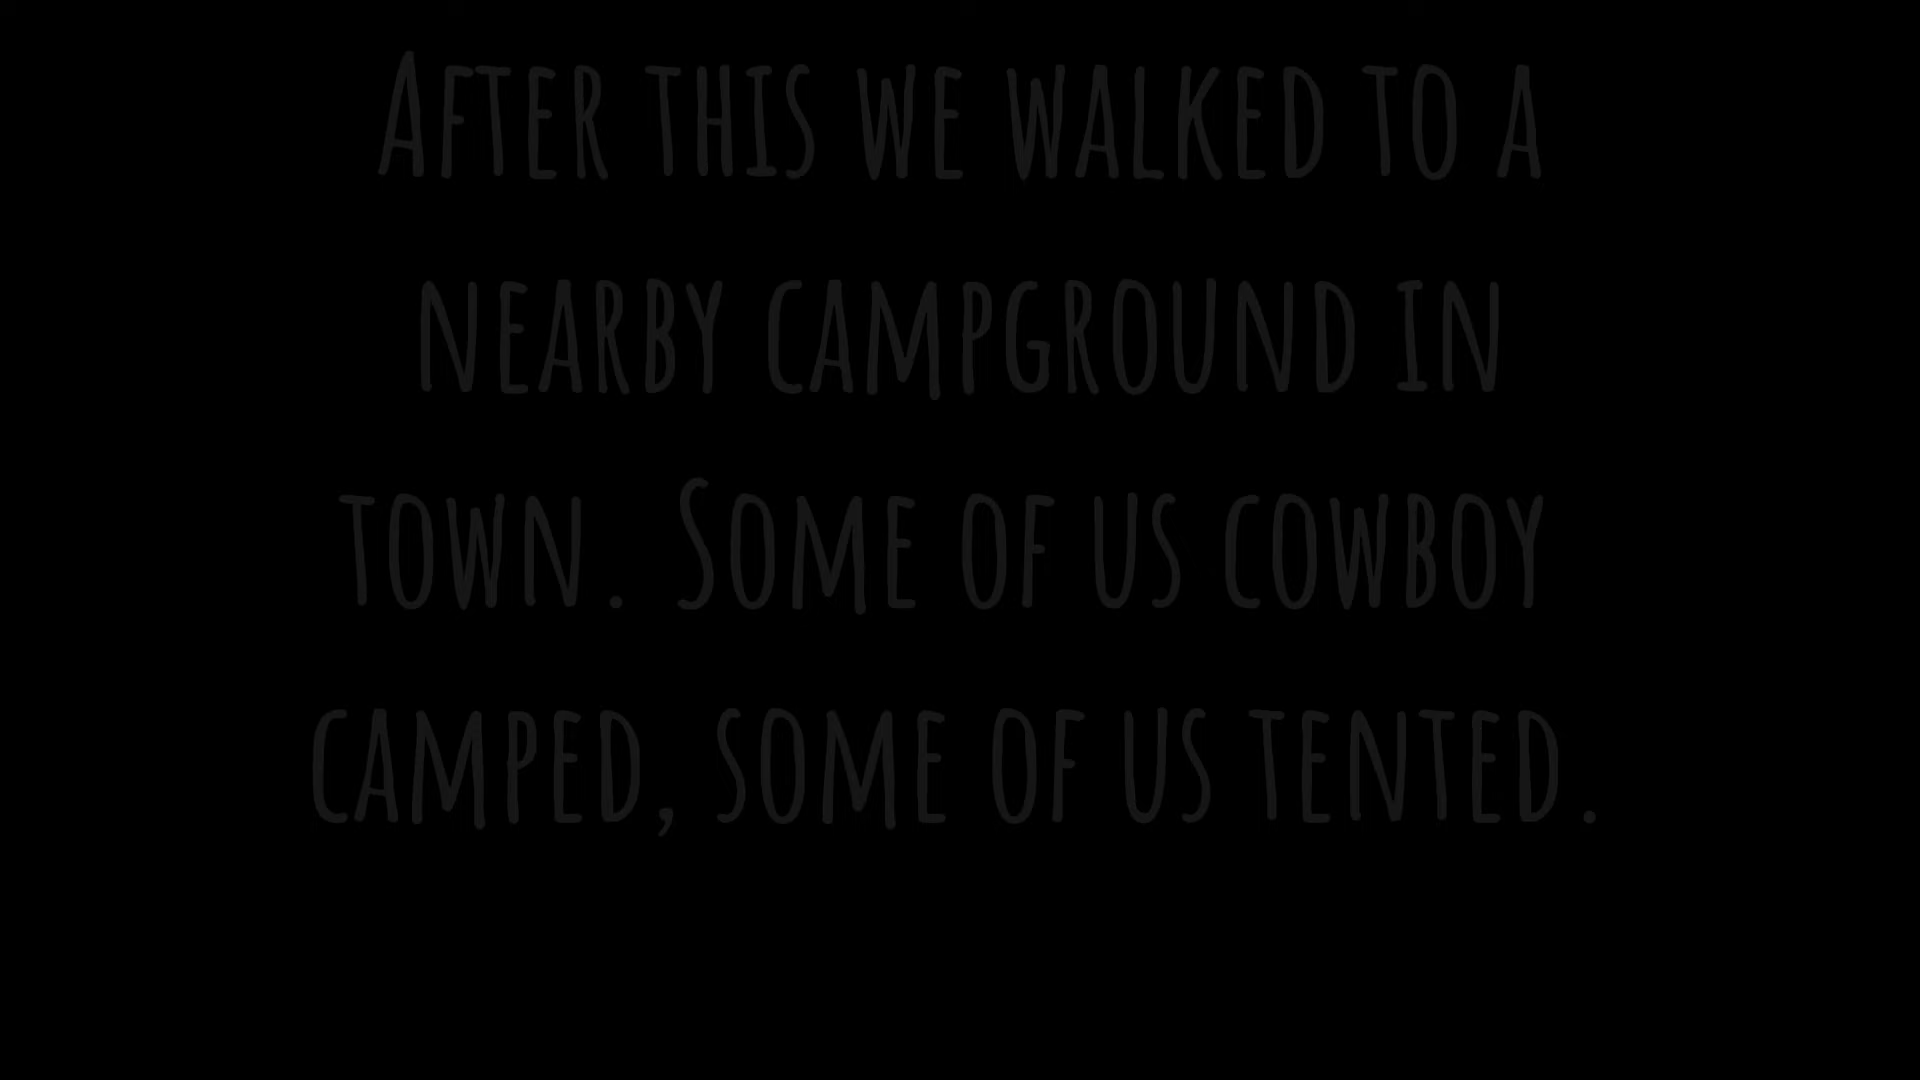 After this we walked to a
nearby campground in
town. Some of us cowboy
camped, some of us tented.